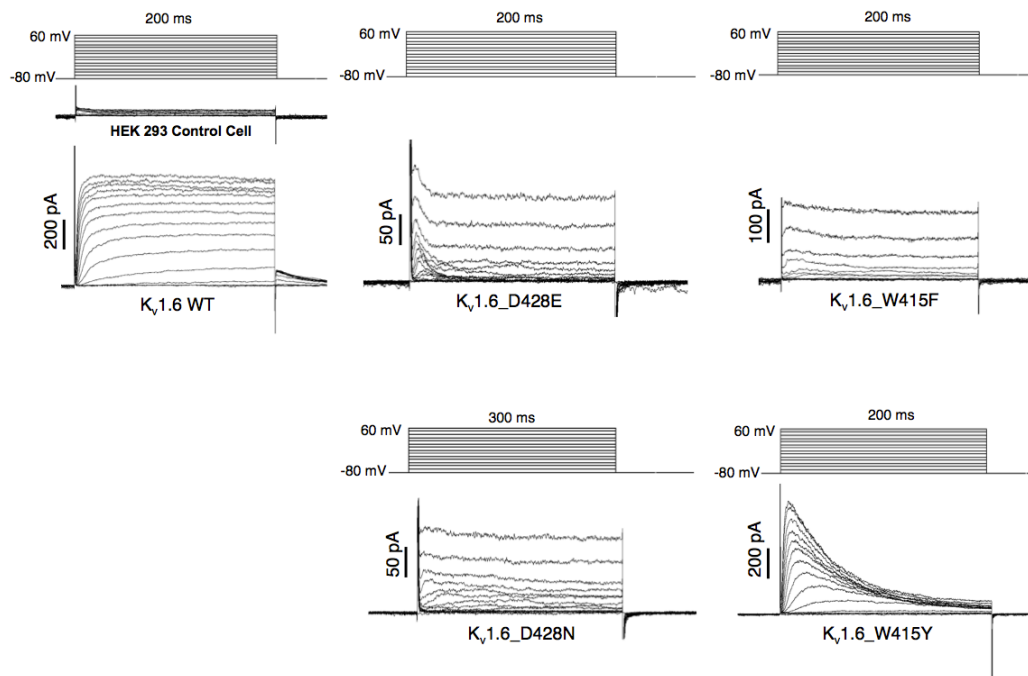 200 ms
60 mV
-80 mV
HEK 293 Control Cell
200 pA
Kv1.6 WT
200 ms
60 mV
-80 mV
50 pA
Kv1.6_D428E
200 ms
60 mV
-80 mV
100 pA
Kv1.6_W415F
300 ms
60 mV
-80 mV
50 pA
Kv1.6_D428N
200 ms
60 mV
-80 mV
200 pA
Kv1.6_W415Y